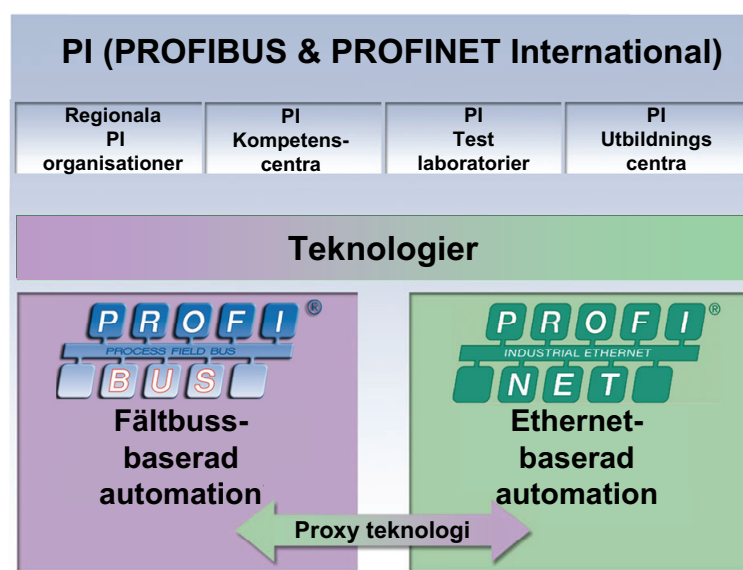 PI (PROFIBUS & PROFINET International)
Regionala
PI
organisationer
PI
Kompetens-
centra
PI
Test
laboratorier
PI
Utbildnings
centra
Teknologier
PROFI®
PROCESS FIELD BUS
BUS
Fältbuss-
baserad
automation
PROFI®
INDUSTRIAL ETHERNET
NET
Ethernet-
baserad
automation
Proxy teknologi